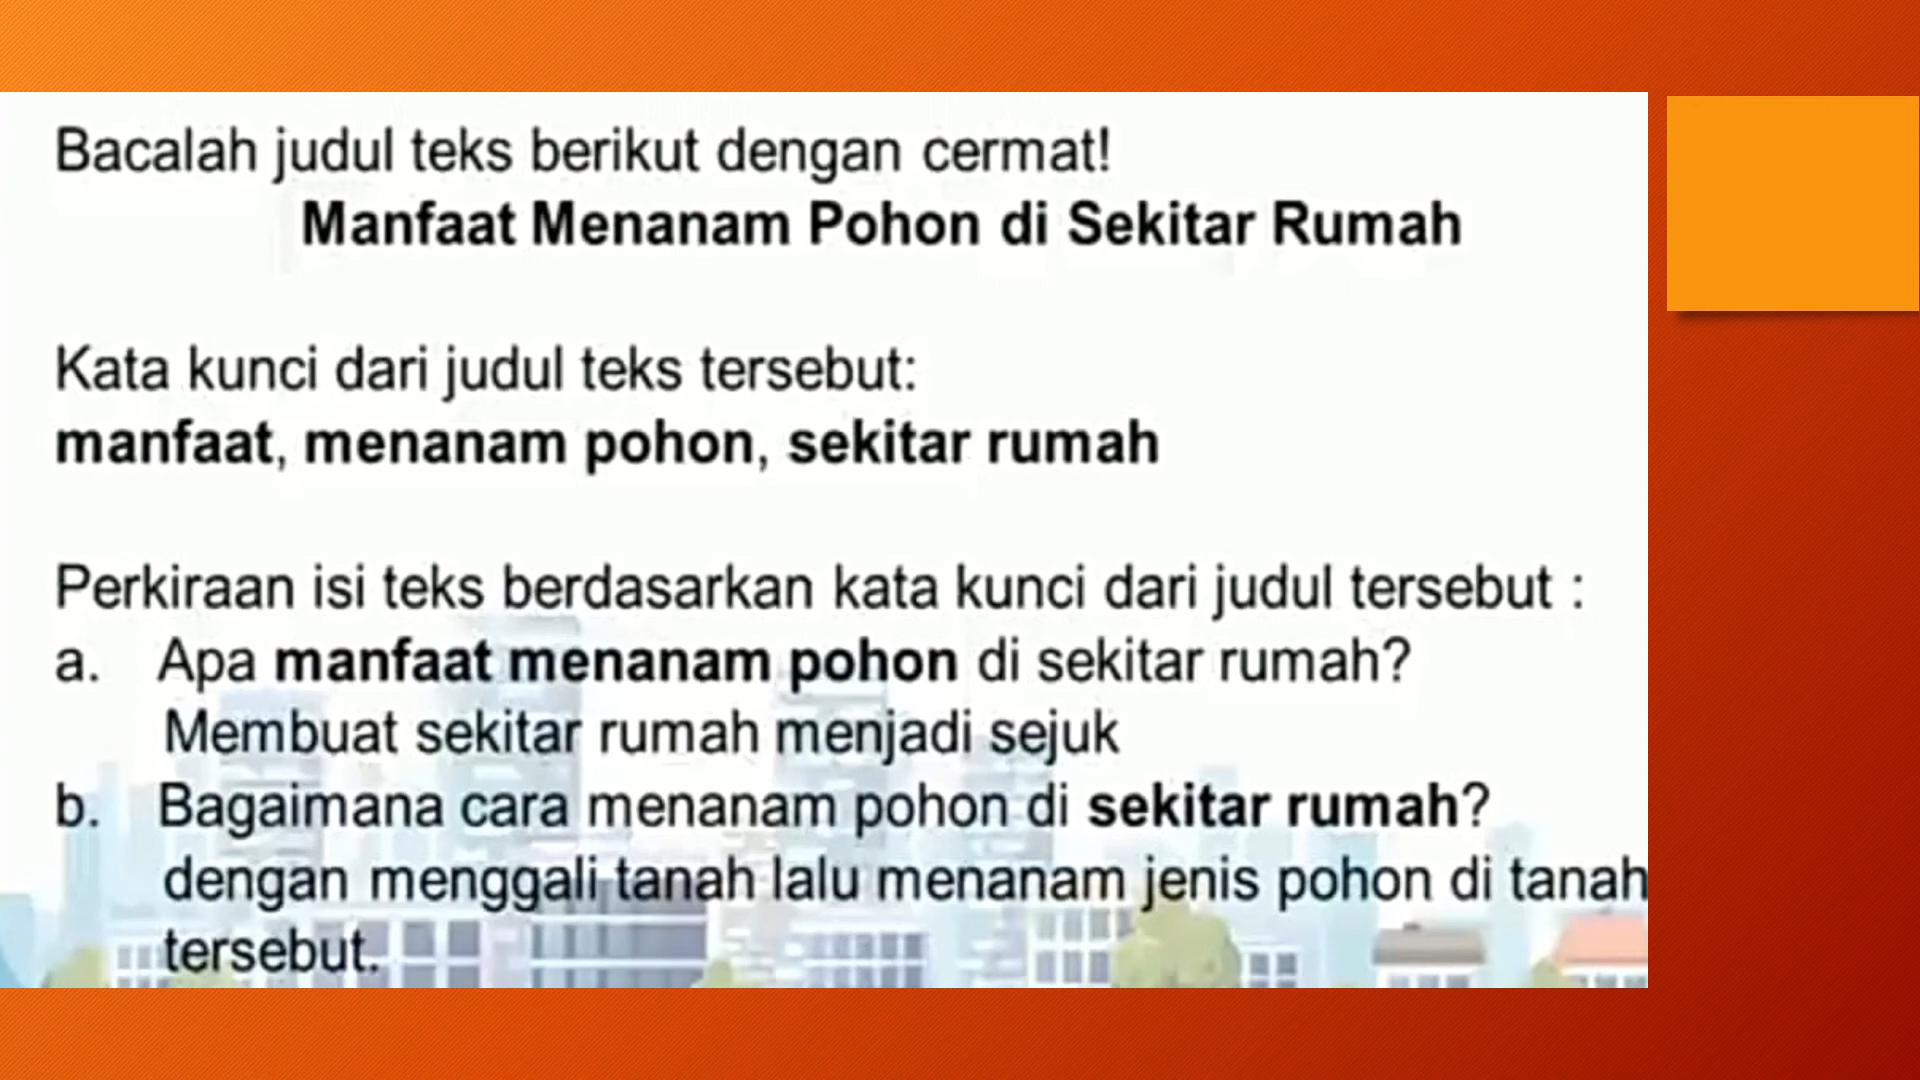 Bacalah judul teks berikut dengan cermat!
Manfaat Menanam Pohon di Sekitar Rumah
Kata kunci dari judul teks tersebut:
manfaat, menanam pohon, sekitar rumah
Perkiraan isi teks berdasarkan kata kunci dari judul tersebut :
a. Apa manfaat menanam pohon di sekitar rumah?
Membuat sekitar rumah menjadi sejuk
b. Bagaimana cara menanam pohon di sekitar rumah?
dengan menggali tanah lalu menanam jenis pohon di tanah
tersebut.